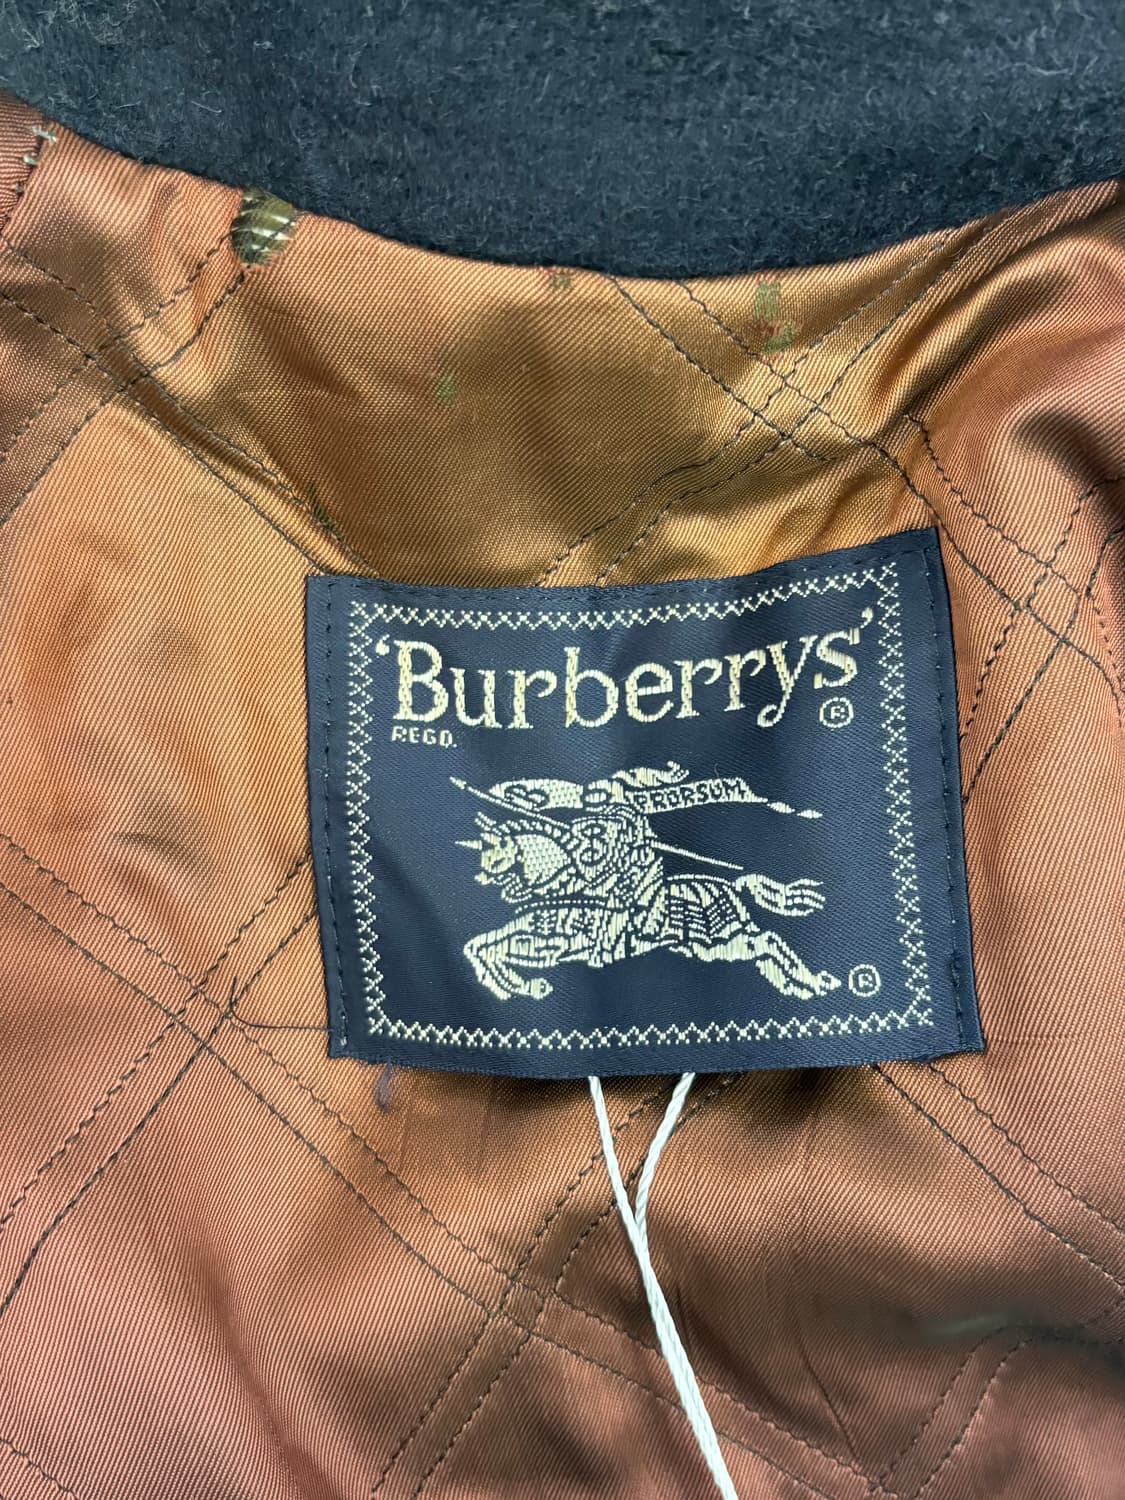 'Burberrys'®
REGD.
PRORSUM
®